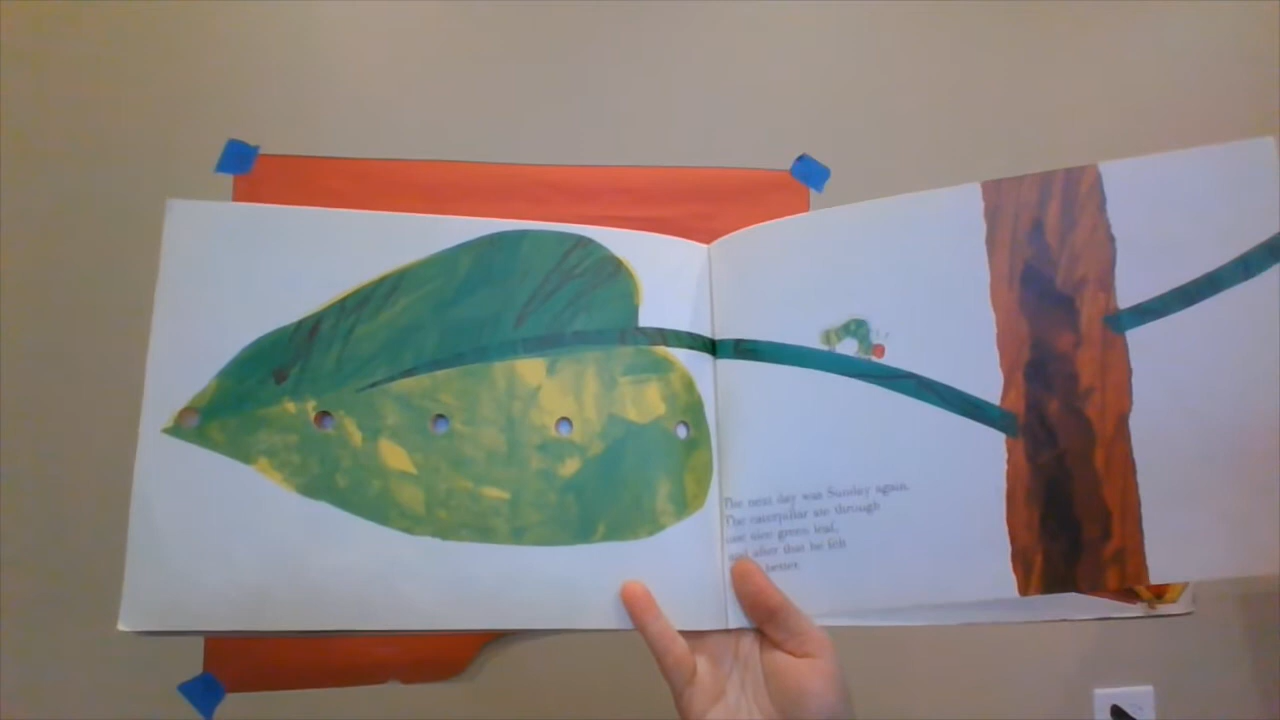 The next day was Sunday again.
The caterpillar ate through
one nice green leaf,
and after that he felt
better.